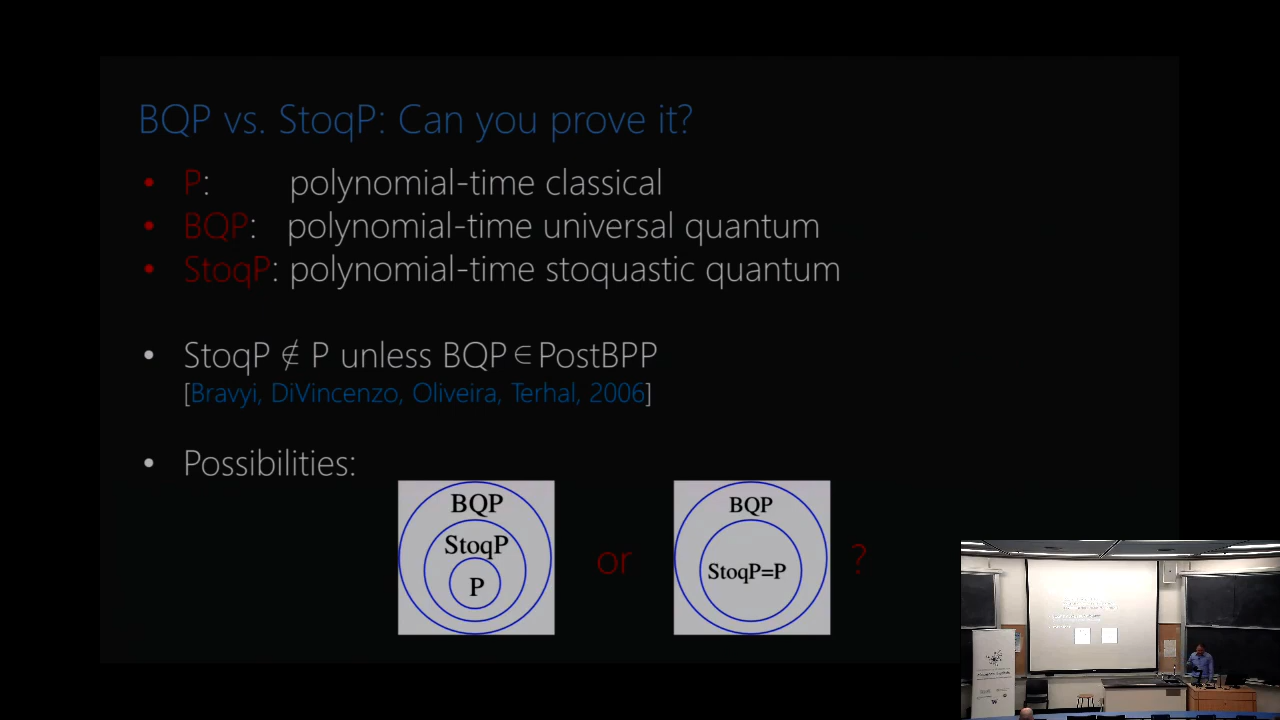 BQP vs. StoqP: Can you prove it?
• P: polynomial-time classical
• BQP: polynomial-time universal quantum
• StoqP: polynomial-time stoquastic quantum
• StoqP ∉ P unless BQP ∈ PostBPP
[Bravyi, DiVincenzo, Oliveira, Terhal, 2006]
• Possibilities:
BQP
StoqP
P
or
BQP
StoqP=P
?